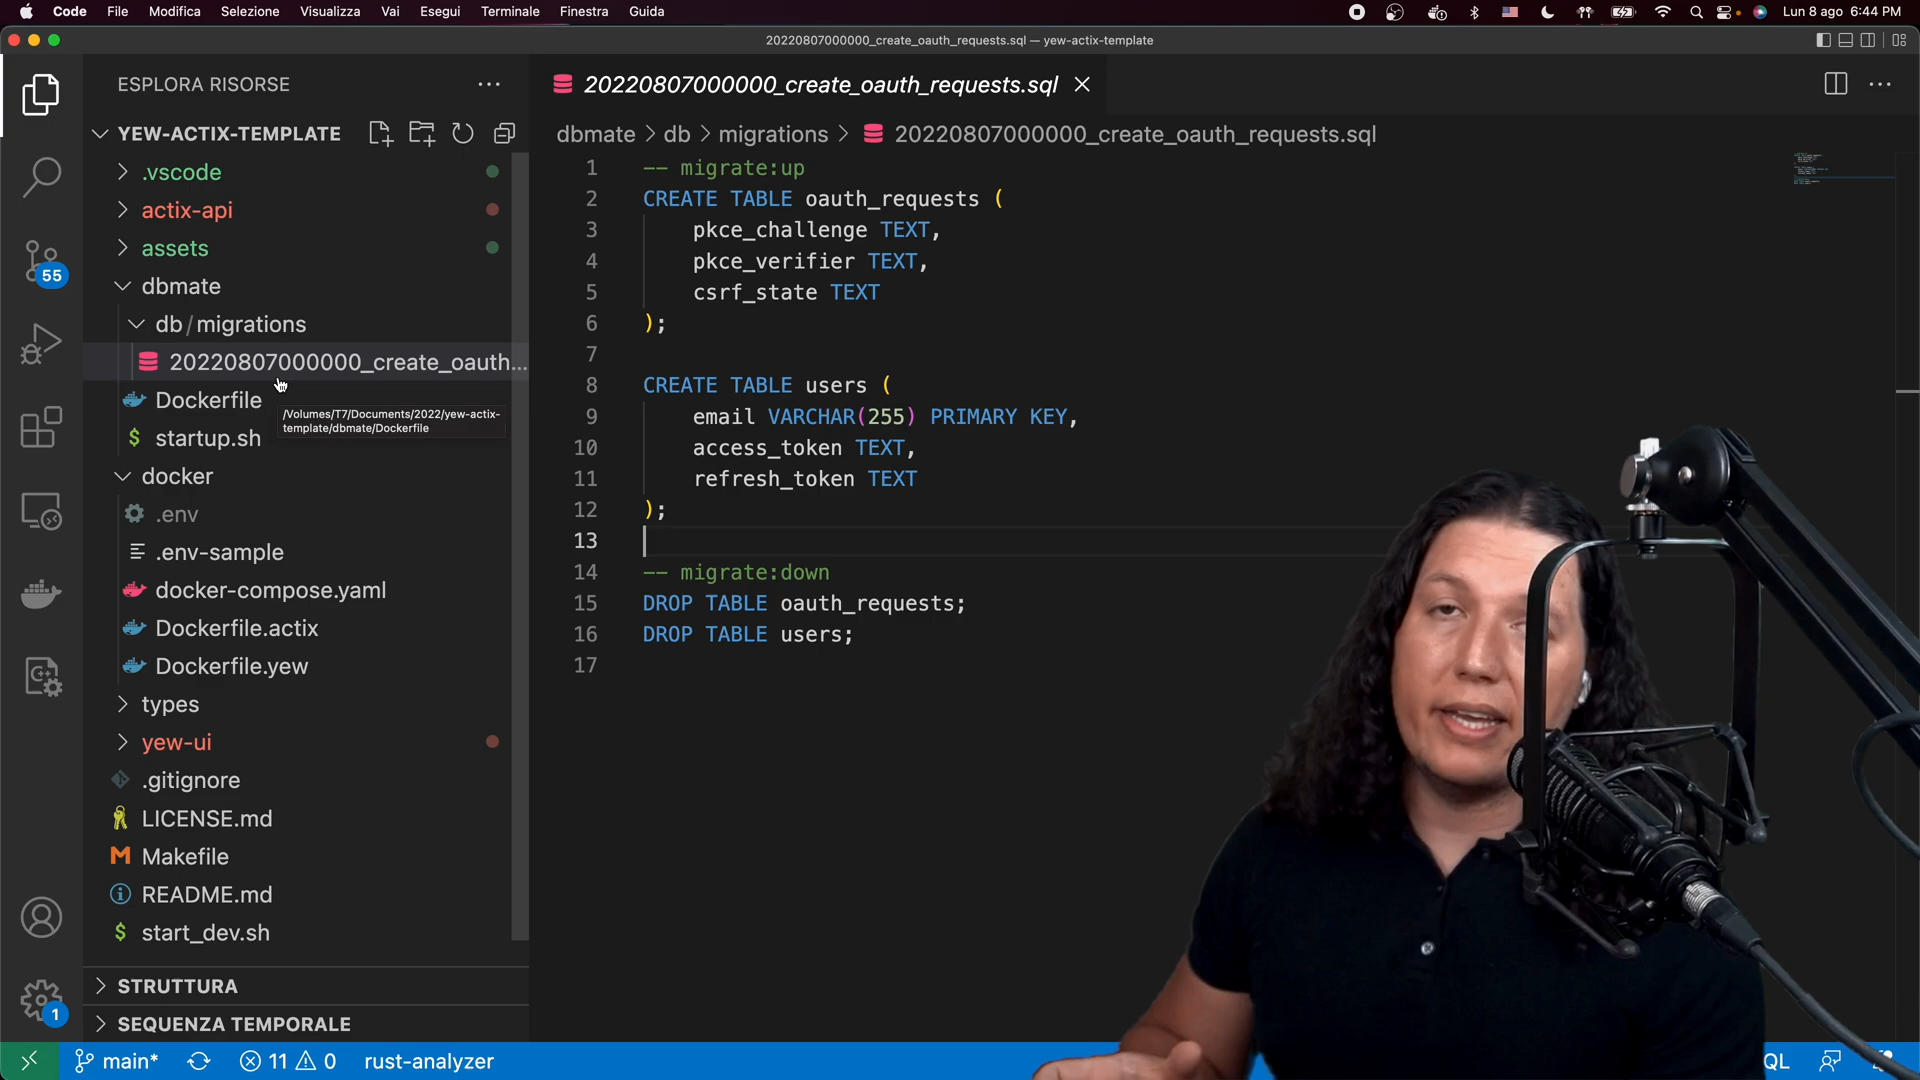 Code File Modifica Selezione Visualizza Vai Esegui Terminale Finestra Guida Lun 8 ago 6:44 PM
20220807000000_create_oauth_requests.sql — yew-actix-template
ESPLORA RISORSE
20220807000000_create_oauth_requests.sql
YEW-ACTIX-TEMPLATE
dbmate > db > migrations > 20220807000000_create_oauth_requests.sql
.vscode
actix-api
assets
dbmate
db/migrations
20220807000000_create_oauth...
Dockerfile
/Volumes/T7/Documents/2022/yew-actix-
template/dbmate/Dockerfile
startup.sh
docker
.env
.env-sample
docker-compose.yaml
Dockerfile.actix
Dockerfile.yew
types
yew-ui
.gitignore
LICENSE.md
Makefile
README.md
start_dev.sh
STRUTTURA
SEQUENZA TEMPORALE
55
1
1 -- migrate:up
2 CREATE TABLE oauth_requests (
3 pkce_challenge TEXT,
4 pkce_verifier TEXT,
5 csrf_state TEXT
6 );
7
8 CREATE TABLE users (
9 email VARCHAR(255) PRIMARY KEY,
10 access_token TEXT,
11 refresh_token TEXT
12 );
13
14 -- migrate:down
15 DROP TABLE oauth_requests;
16 DROP TABLE users;
17
main* 11 0 rust-analyzer QL